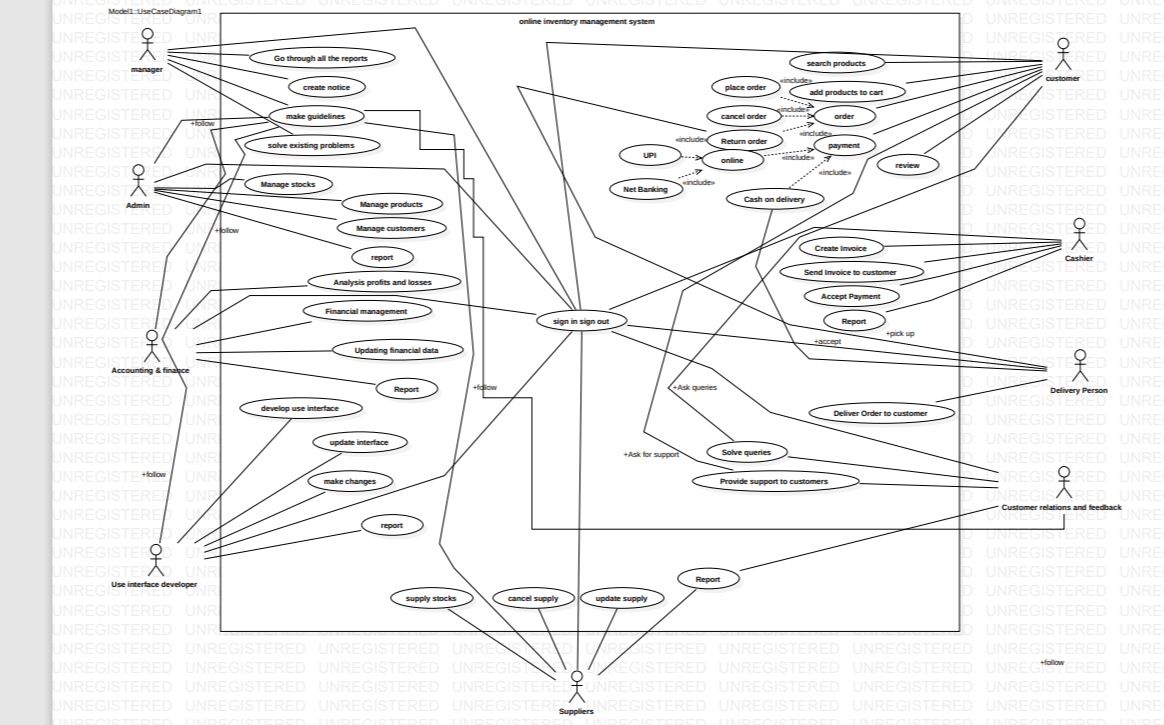 Model1::UseCaseDiagram1
online inventory management system
manager
Go through all the reports
create notice
make guidelines
solve existing problems
+follow
Admin
Manage stocks
Manage products
Manage customers
report
+follow
Analysis profits and losses
Financial management
Updating financial data
Report
Accounting & finance
develop use interface
update interface
make changes
report
+follow
+follow
Use interface developer
sign in sign out
search products
place order
«include»
add products to cart
cancel order
«include»
order
Return order
«include»
«include»
payment
UPI
online
«include»
review
Net Banking
«include»
«include»
Cash on delivery
customer
Create Invoice
Send Invoice to customer
Accept Payment
Report
Cashier
+pick up
+accept
Delivery Person
+Ask queries
Deliver Order to customer
Solve queries
+Ask for support
Provide support to customers
Customer relations and feedback
Report
supply stocks
cancel supply
update supply
Suppliers
+follow
UNREGISTERED